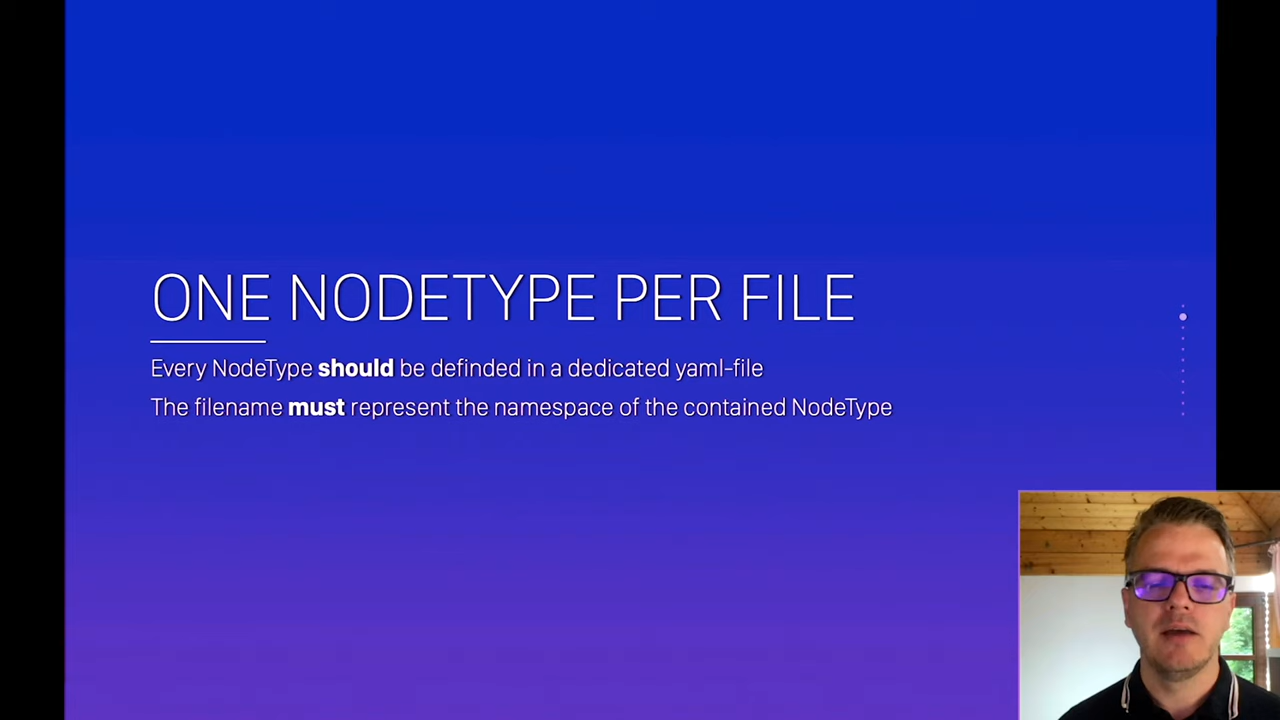 ONE NODETYPE PER FILE
Every NodeType should be definded in a dedicated yaml-file
The filename must represent the namespace of the contained NodeType